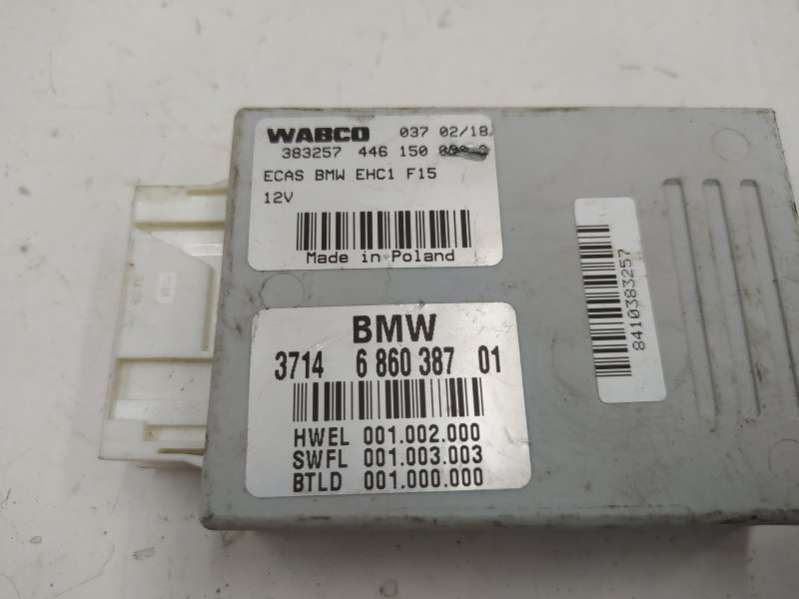 WABCO 037 02/18
383257 446 150
ECAS BMW EHC1 F15
12V
Made in Poland
BMW
3714 6 860 387 01
HWEL 001.002.000
SWFL 001.003.003
BTLD 001.000.000
8410383257